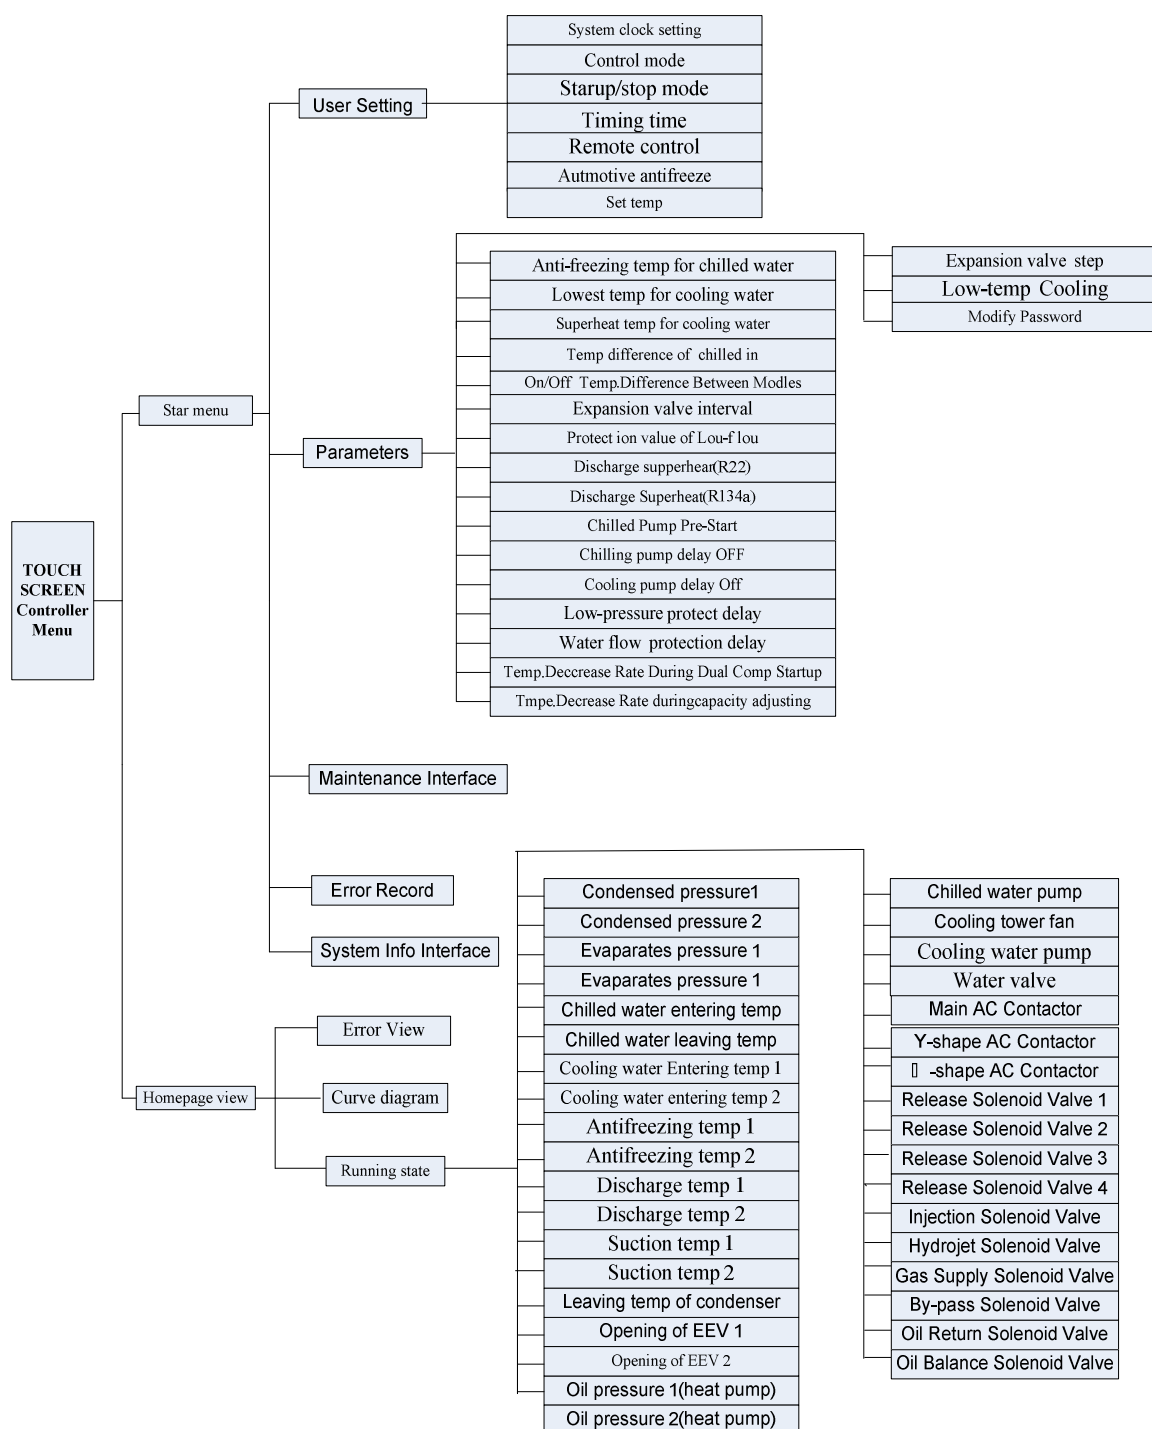 TOUCH
SCREEN
Controller
Menu
Star menu
User Setting
System clock setting
Control mode
Starup/stop mode
Timing time
Remote control
Autmotive antifreeze
Set temp
Parameters
Anti-freezing temp for chilled water
Lowest temp for cooling water
Superheat temp for cooling water
Temp difference of chilled in
On/Off Temp.Difference Between Modles
Expansion valve interval
Protect ion value of Lou-f lou
Discharge supperhear(R22)
Discharge Superheat(R134a)
Chilled Pump Pre-Start
Chilling pump delay OFF
Cooling pump delay Off
Low-pressure protect delay
Water flow protection delay
Temp.Deccrease Rate During Dual Comp Startup
Tmpe.Decrease Rate duringcapacity adjusting
Expansion valve step
Low-temp Cooling
Modify Password
Maintenance Interface
Error Record
System Info Interface
Homepage view
Error View
Curve diagram
Running state
Condensed pressure1
Condensed pressure 2
Evaparates pressure 1
Evaparates pressure 1
Chilled water entering temp
Chilled water leaving temp
Cooling water Entering temp 1
Cooling water entering temp 2
Antifreezing temp 1
Antifreezing temp 2
Discharge temp 1
Discharge temp 2
Suction temp 1
Suction temp 2
Leaving temp of condenser
Opening of EEV 1
Opening of EEV 2
Oil pressure 1(heat pump)
Oil pressure 2(heat pump)
Chilled water pump
Cooling tower fan
Cooling water pump
Water valve
Main AC Contactor
Y-shape AC Contactor
-shape AC Contactor
Release Solenoid Valve 1
Release Solenoid Valve 2
Release Solenoid Valve 3
Release Solenoid Valve 4
Injection Solenoid Valve
Hydrojet Solenoid Valve
Gas Supply Solenoid Valve
By-pass Solenoid Valve
Oil Return Solenoid Valve
Oil Balance Solenoid Valve